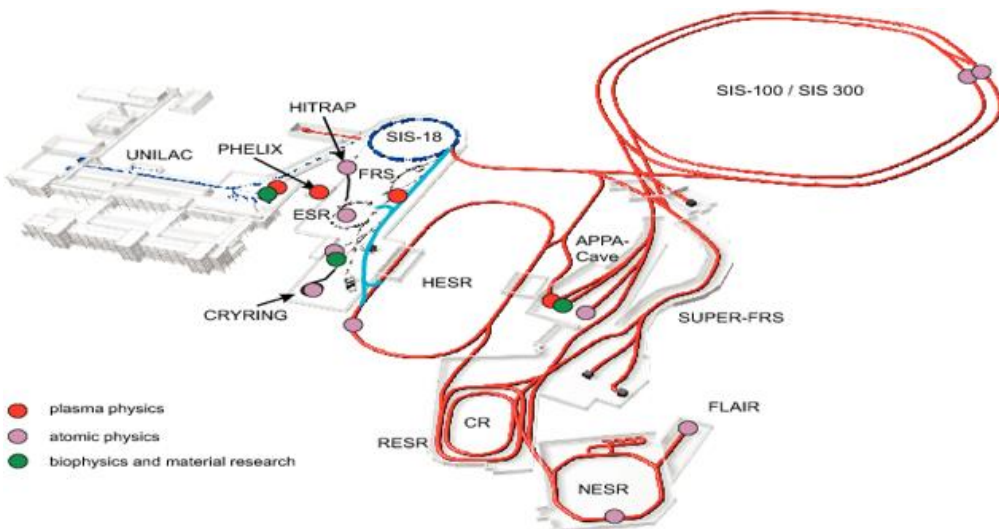 HITRAP
SIS-18
SIS-100 / SIS 300
UNILAC
PHELIX
FRS
ESR
APPA-
Cave
HESR
CRYRING
SUPER-FRS
plasma physics
atomic physics
biophysics and material research
CR
RESR
FLAIR
NESR